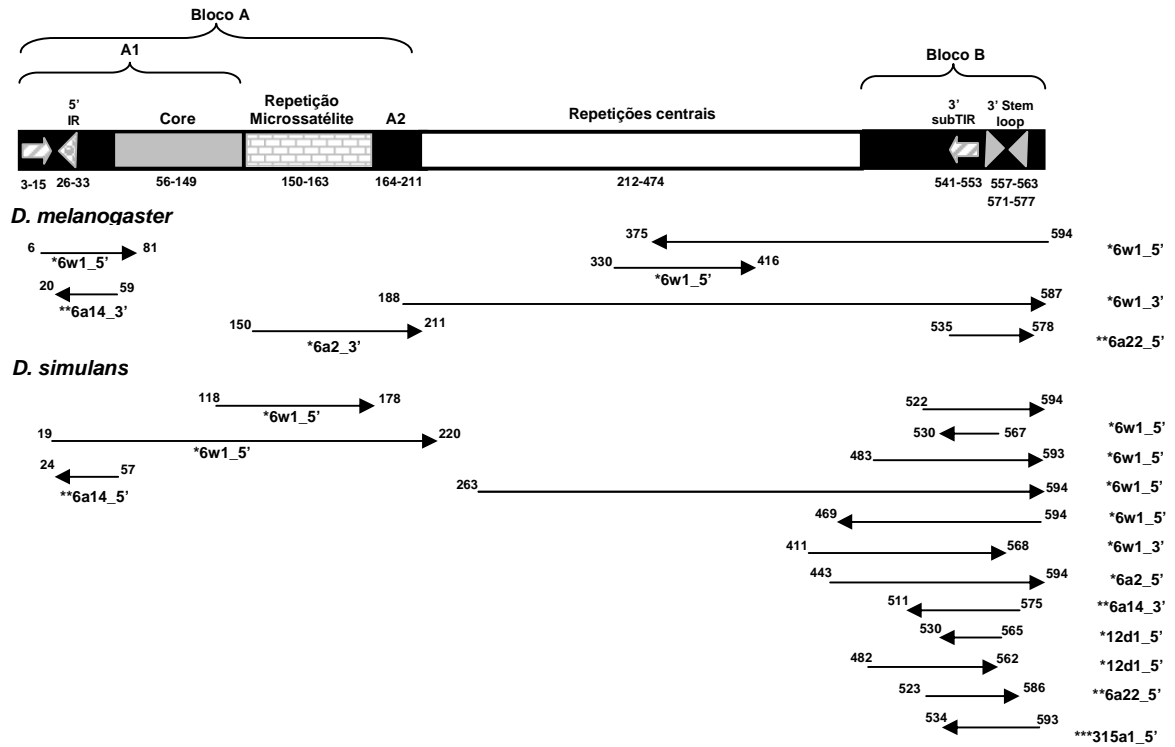 Bloco A
A1
Bloco B
5' IR
Core
Repetição Microssatélite
A2
Repetições centrais
3' subTIR
3' Stem loop
3-15 26-33 56-149 150-163 164-211 212-474 541-553 557-563
571-577
D. melanogaster
375 594 *6w1_5'
6 81
*6w1_5'
330 416
*6w1_5'
20 59
**6a14_3'
188 587 *6w1_3'
150 211
*6a2_3'
535 578 **6a22_5'
D. simulans
118 178
*6w1_5'
522 594 *6w1_5'
19 220
*6w1_5'
530 567 *6w1_5'
24 57
**6a14_5'
483 593
263 594 *6w1_5'
469 594 *6w1_5'
411 568 *6w1_3'
443 594 *6a2_5'
511 575 **6a14_3'
530 565 *12d1_5'
482 562 *12d1_5'
523 586 **6a22_5'
534 593 ***315a1_5'